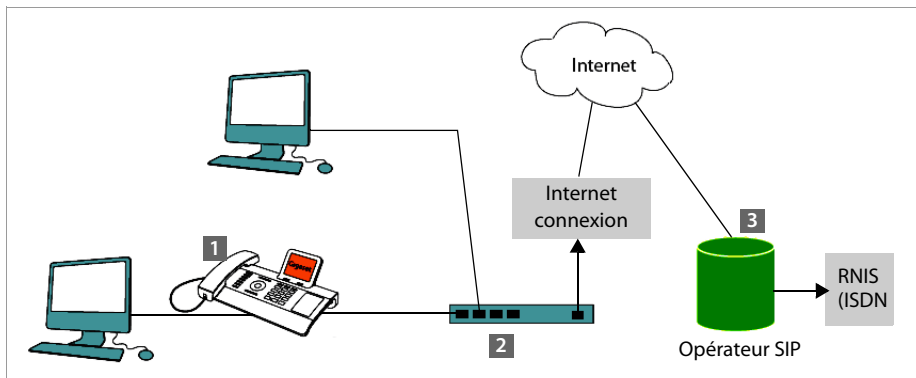 Internet
Internet
connexion
3
1
RNIS
(ISDN
2
Opérateur SIP